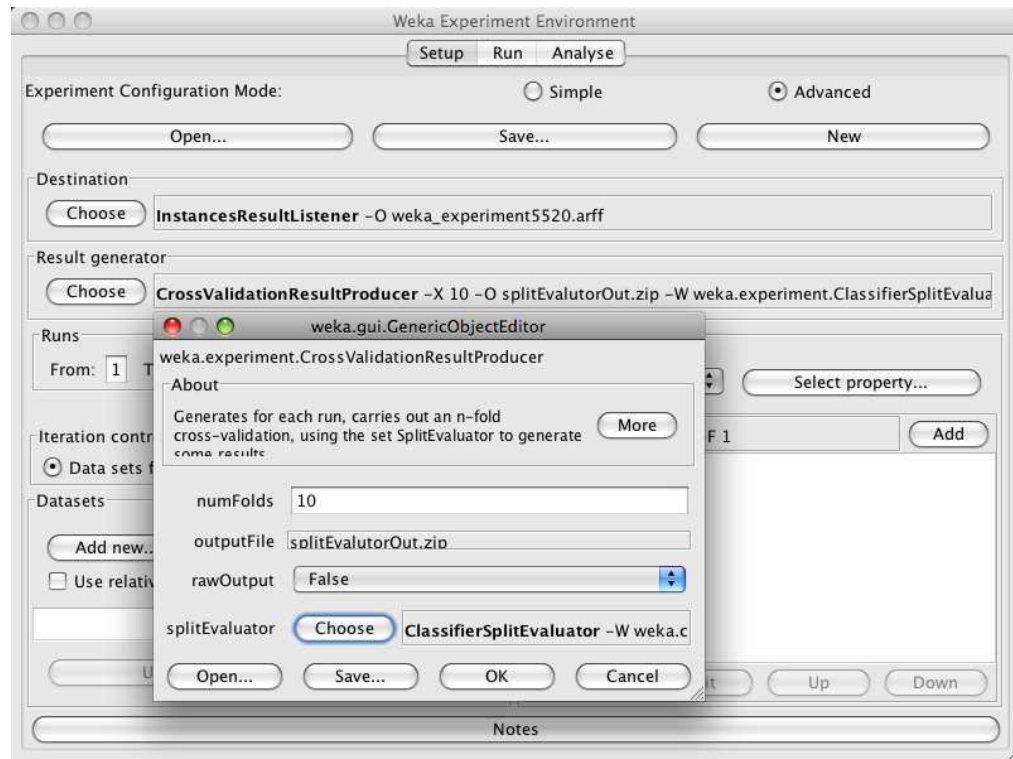 Weka Experiment Environment
Setup Run Analyse
Experiment Configuration Mode: Simple Advanced
Open... Save... New
Destination
Choose InstancesResultListener -O weka_experiment5520.arff
Result generator
Choose CrossValidationResultProducer -X 10 -O splitEvalutorOut.zip -W weka.experiment.ClassifierSplitEvalua
weka.gui.GenericObjectEditor
Runs
From: 1 T
Select property...
weka.experiment.CrossValidationResultProducer
About
Generates for each run, carries out an n-fold
cross-validation, using the set SplitEvaluator to generate
some results
More
Iteration contr
F 1 Add
Data sets f
Datasets
numFolds 10
Add new..
outputFile splitEvalutorOut.zip
Use relativ
rawOutput False
splitEvaluator Choose ClassifierSplitEvaluator -W weka.c
U
Open... Save... OK Cancel
it Up Down
Notes